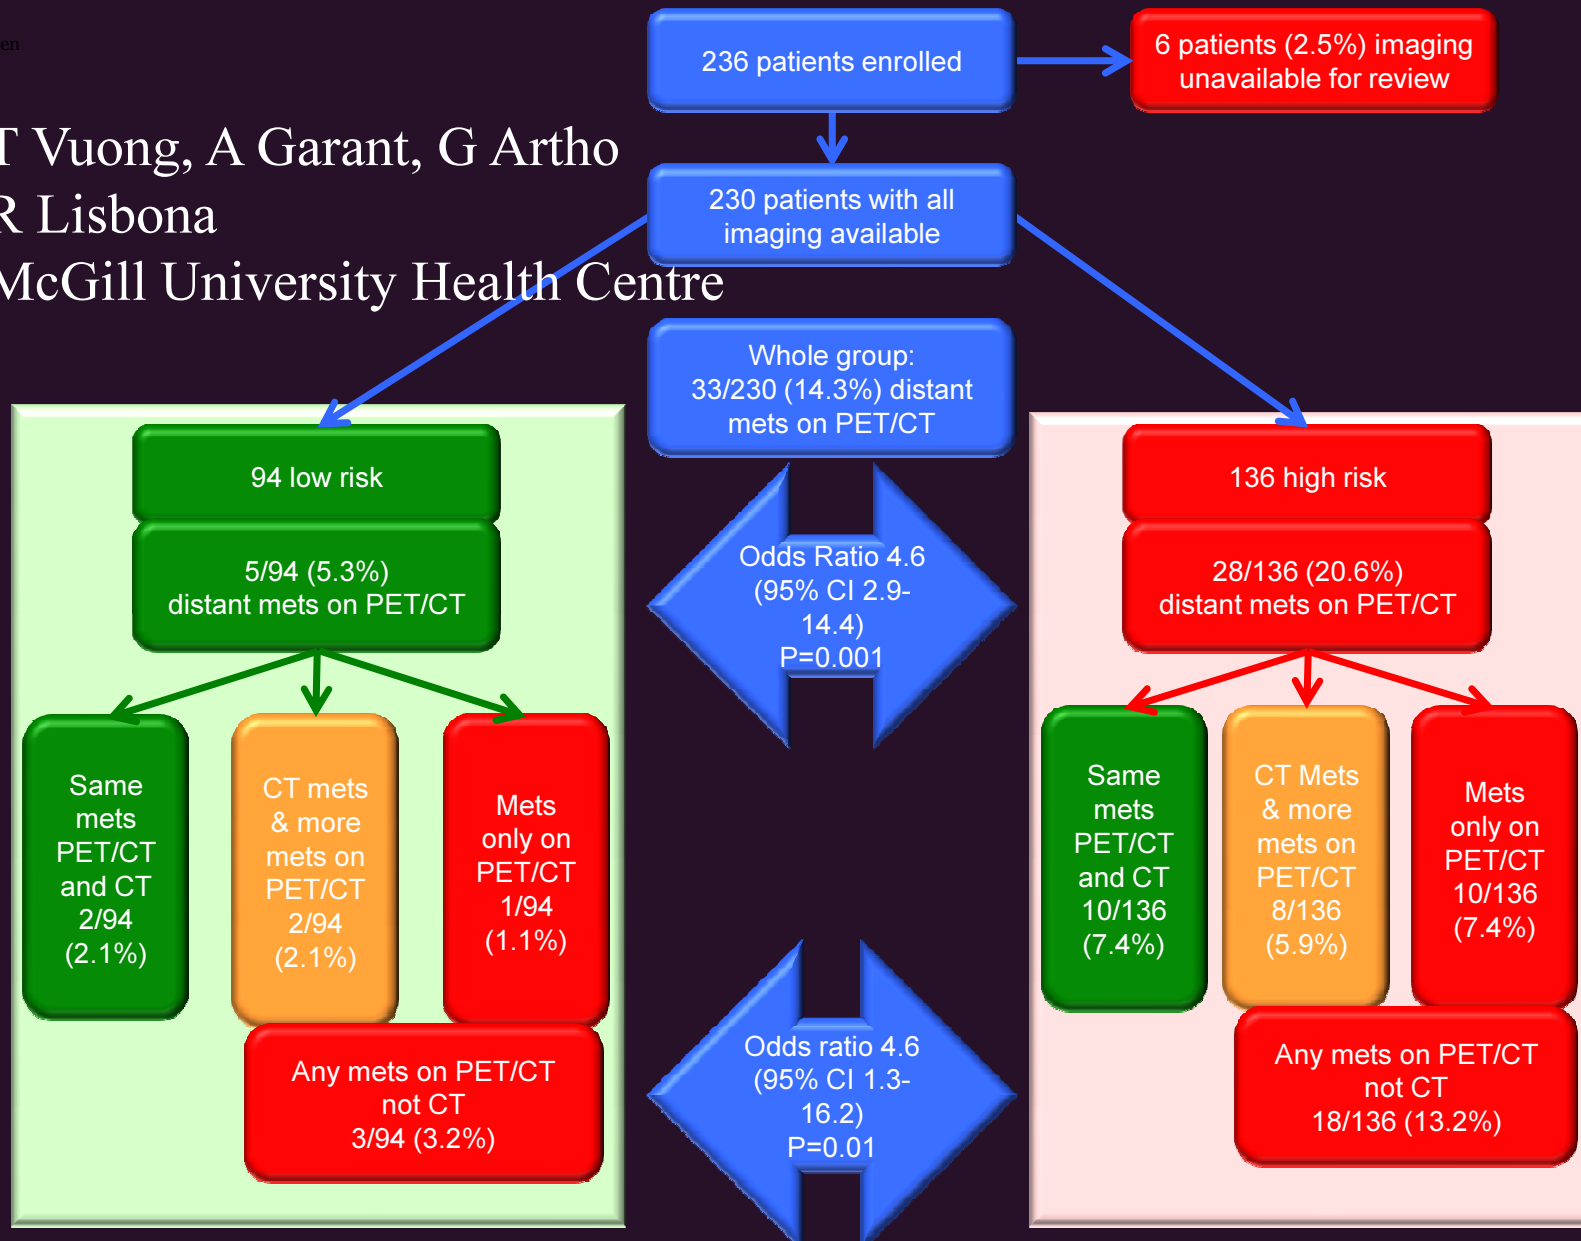 en
236 patients enrolled
6 patients (2.5%) imaging
unavailable for review
T Vuong, A Garant, G Artho
R Lisbona
McGill University Health Centre
230 patients with all
imaging available
Whole group:
33/230 (14.3%) distant
mets on PET/CT
94 low risk
5/94 (5.3%)
distant mets on PET/CT
Odds Ratio 4.6
(95% CI 2.9-
14.4)
P=0.001
136 high risk
28/136 (20.6%)
distant mets on PET/CT
Same
mets
PET/CT
and CT
2/94
(2.1%)
CT mets
& more
mets on
PET/CT
2/94
(2.1%)
Mets
only on
PET/CT
1/94
(1.1%)
Any mets on PET/CT
not CT
3/94 (3.2%)
Odds ratio 4.6
(95% CI 1.3-
16.2)
P=0.01
Same
mets
PET/CT
and CT
10/136
(7.4%)
CT Mets
& more
mets on
PET/CT
8/136
(5.9%)
Mets
only on
PET/CT
10/136
(7.4%)
Any mets on PET/CT
not CT
18/136 (13.2%)